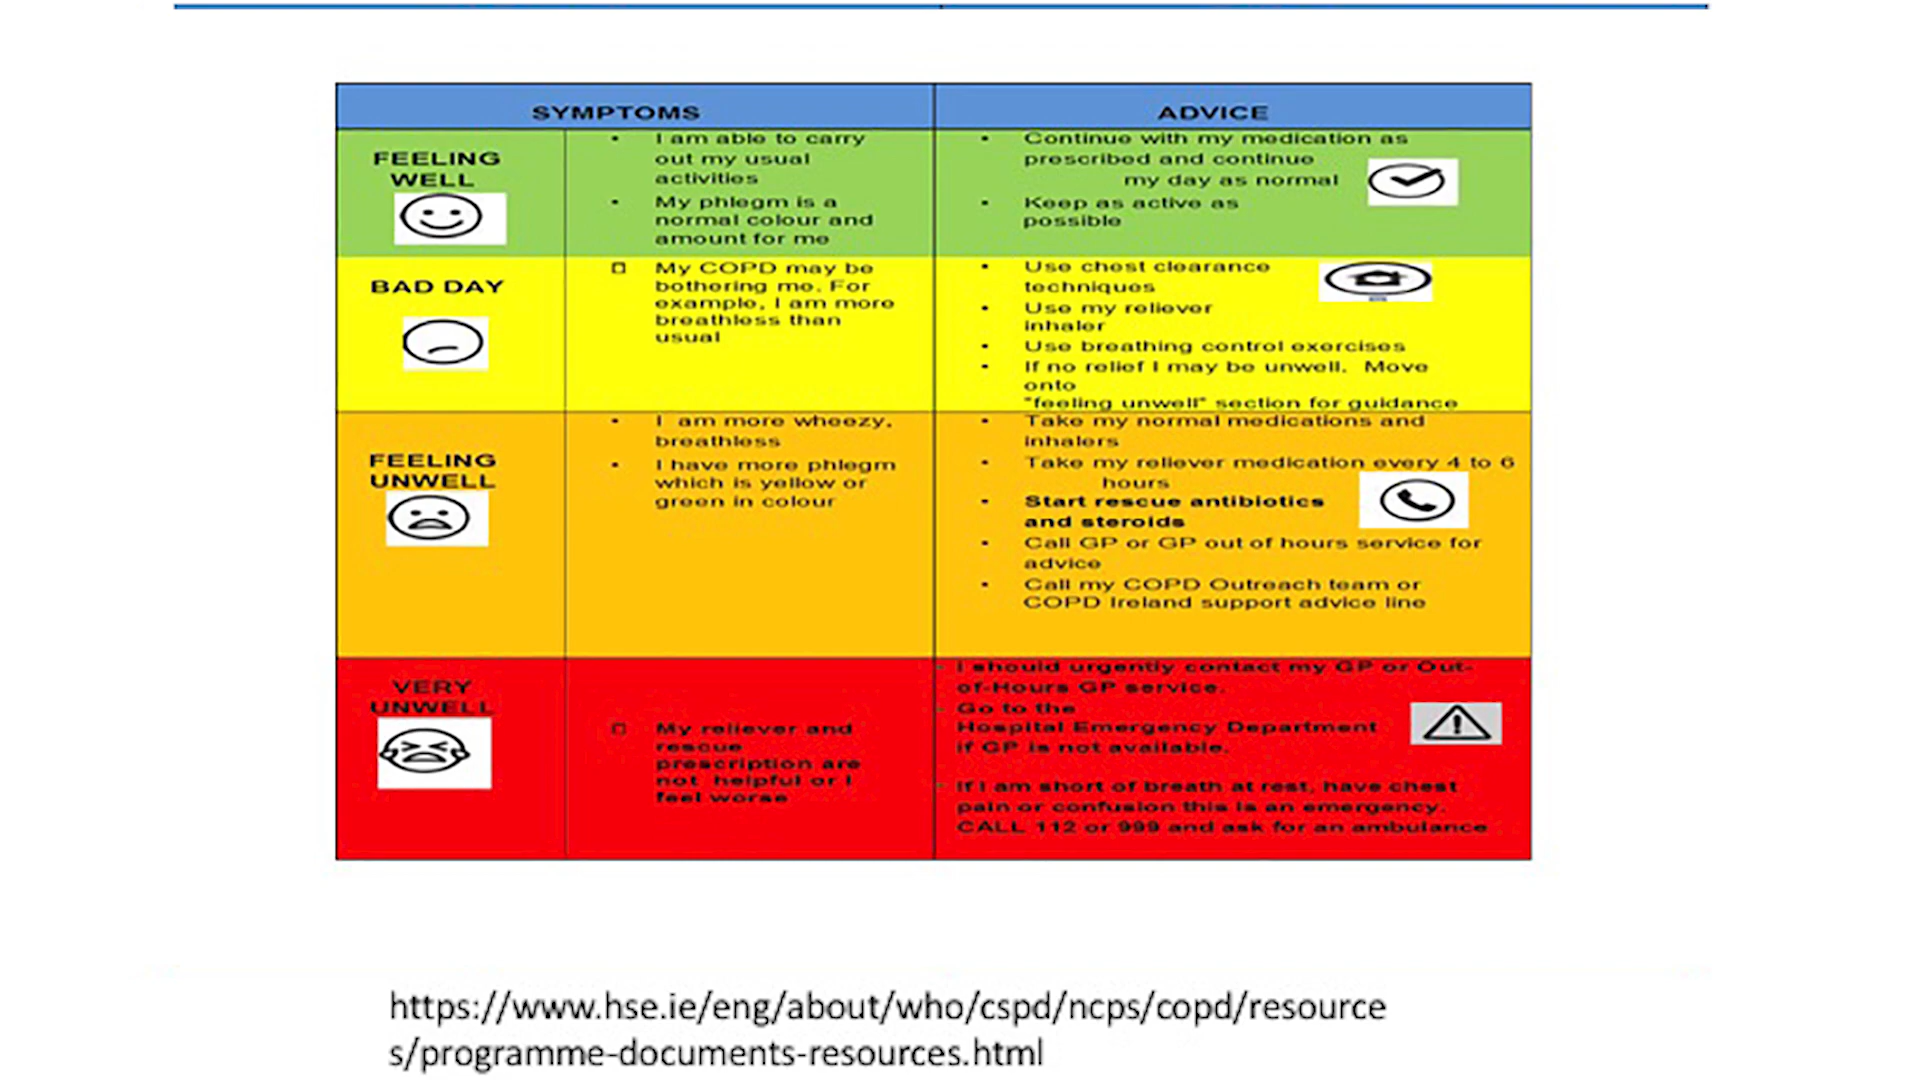 SYMPTOMS
ADVICE
FEELING
WELL
• I am able to carry
out my usual
activities
• My phlegm is a
normal colour and
amount for me
• Continue with my medication as
prescribed and continue
my day as normal
• Keep as active as
possible
BAD DAY
My COPD may be
bothering me. For
example, I am more
breathless than
usual
• Use chest clearance
techniques
• Use my reliever
inhaler
• Use breathing control exercises
• If no relief I may be unwell. Move
onto
"feeling unwell" section for guidance
FEELING
UNWELL
• I am more wheezy,
breathless
• I have more phlegm
which is yellow or
green in colour
• Take my normal medications and
inhalers
• Take my reliever medication every 4 to 6
hours
• Start rescue antibiotics
and steroids
• Call GP or GP out of hours service for
advice
• Call my COPD Outreach team or
COPD Ireland support advice line
VERY
UNWELL
My reliever and
rescue
prescription are
not helpful or I
feel worse
• I should urgently contact my GP or Out-
of-Hours GP service.
• Go to the
Hospital Emergency Department
if GP is not available.
• If I am short of breath at rest, have chest
pain or confusion this is an emergency.
CALL 112 or 999 and ask for an ambulance
https://www.hse.ie/eng/about/who/cspd/ncps/copd/resource
s/programme-documents-resources.html